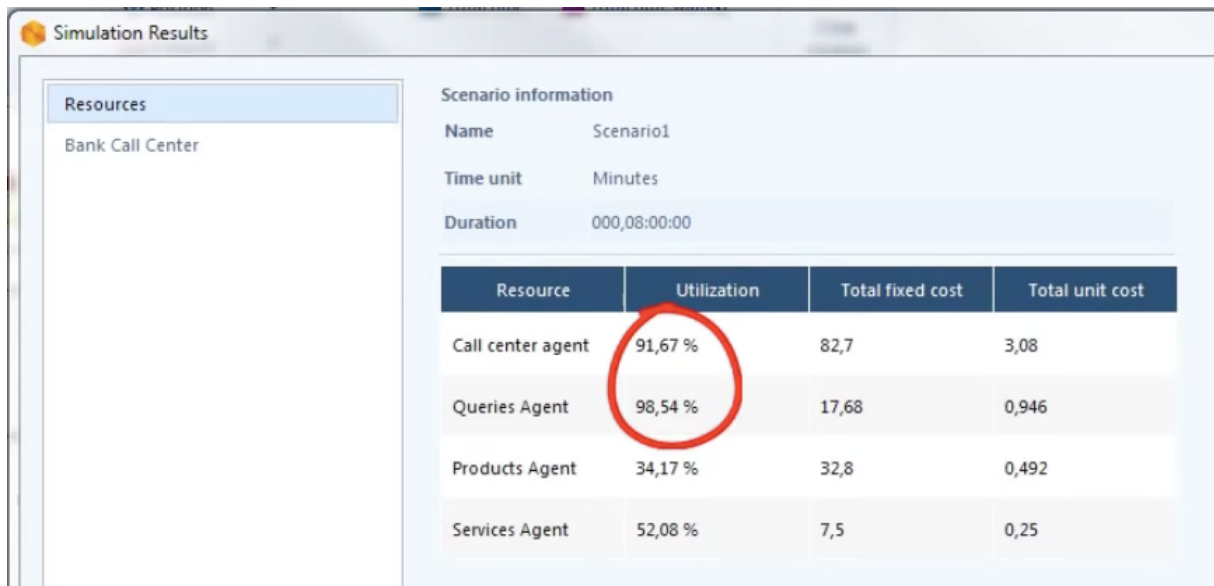 Simulation Results
Resources
Bank Call Center
Scenario information
Name Scenario1
Time unit Minutes
Duration 000,08:00:00
Resource Utilization Total fixed cost Total unit cost
Call center agent 91,67 % 82,7 3,08
Queries Agent 98,54 % 17,68 0,946
Products Agent 34,17 % 32,8 0,492
Services Agent 52,08 % 7,5 0,25